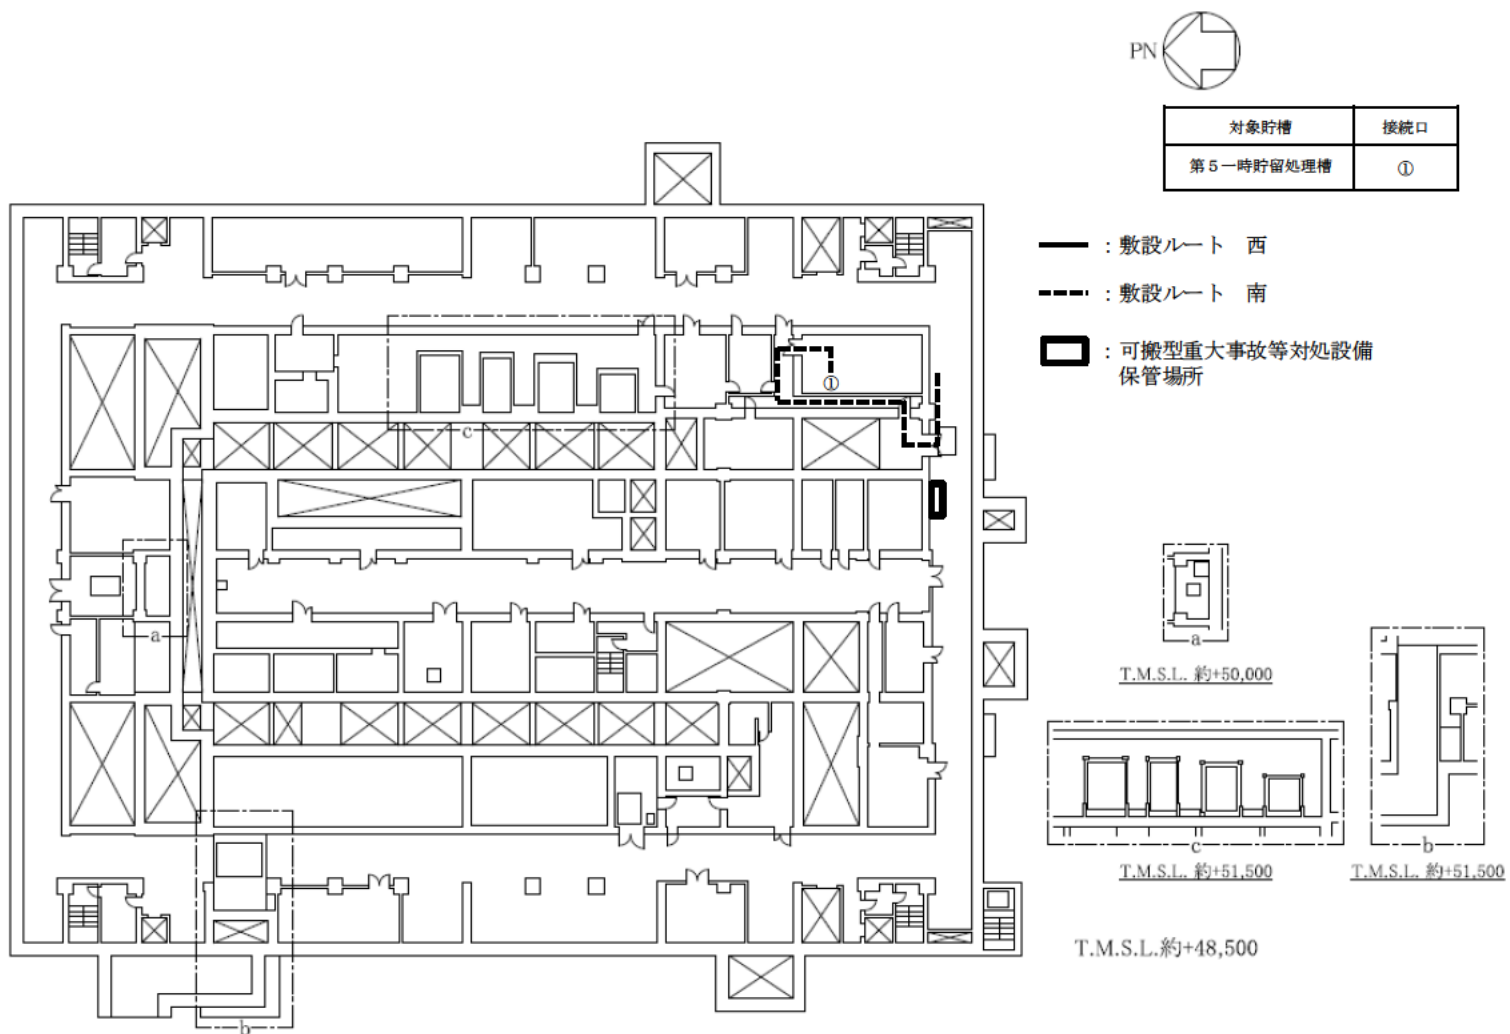 PN
対象貯槽 接続口
第5一時貯留処理槽 ①
：敷設ルート 西
：敷設ルート 南
：可搬型重大事故等対処設備
保管場所
①
c
a
b
a
T.M.S.L. 約+50,000
c
T.M.S.L. 約+51,500
b
T.M.S.L. 約+51,500
T.M.S.L.約+48,500